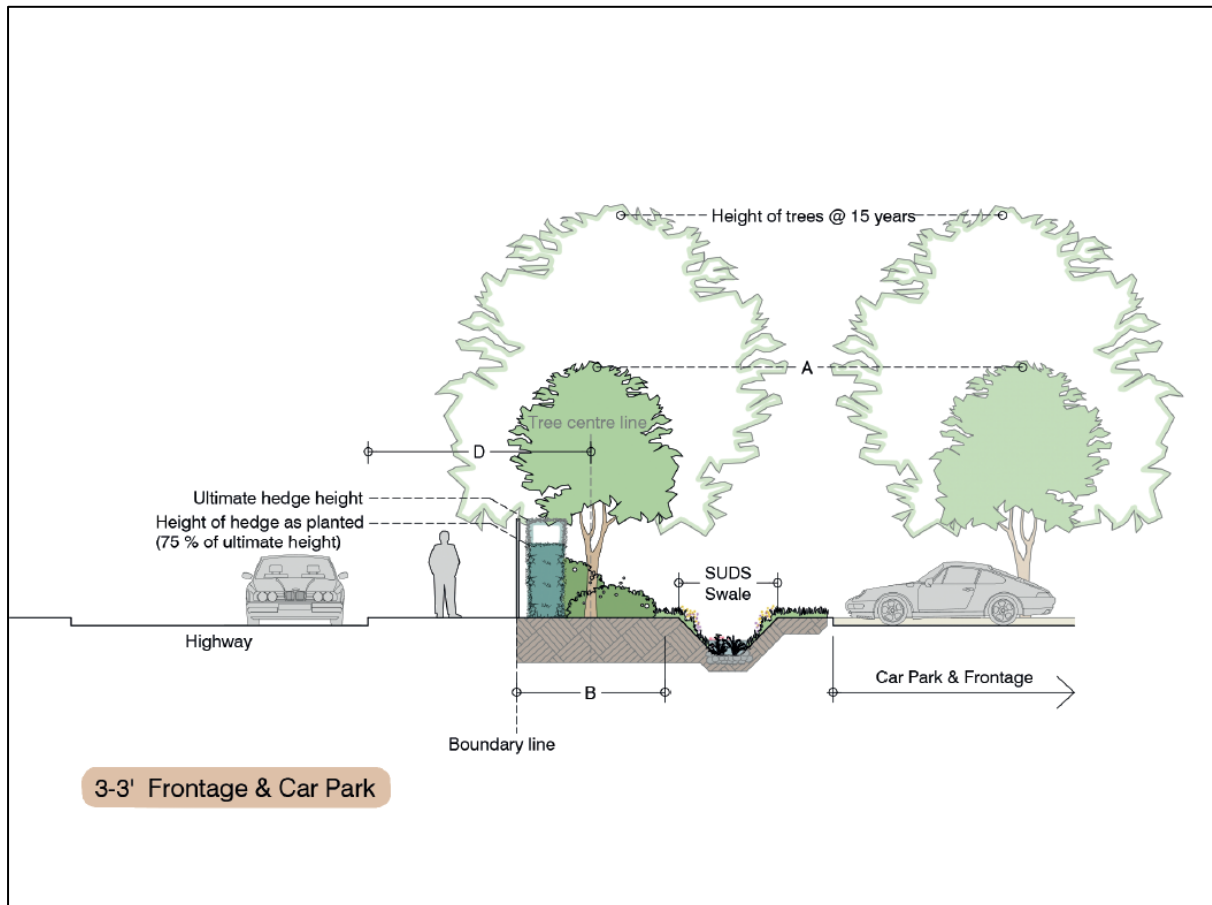 Height of trees @ 15 years
A
Tree centre line
D
Ultimate hedge height
Height of hedge as planted
(75 % of ultimate height)
SUDS
Swale
Highway
Car Park & Frontage
B
Boundary line
3-3' Frontage & Car Park